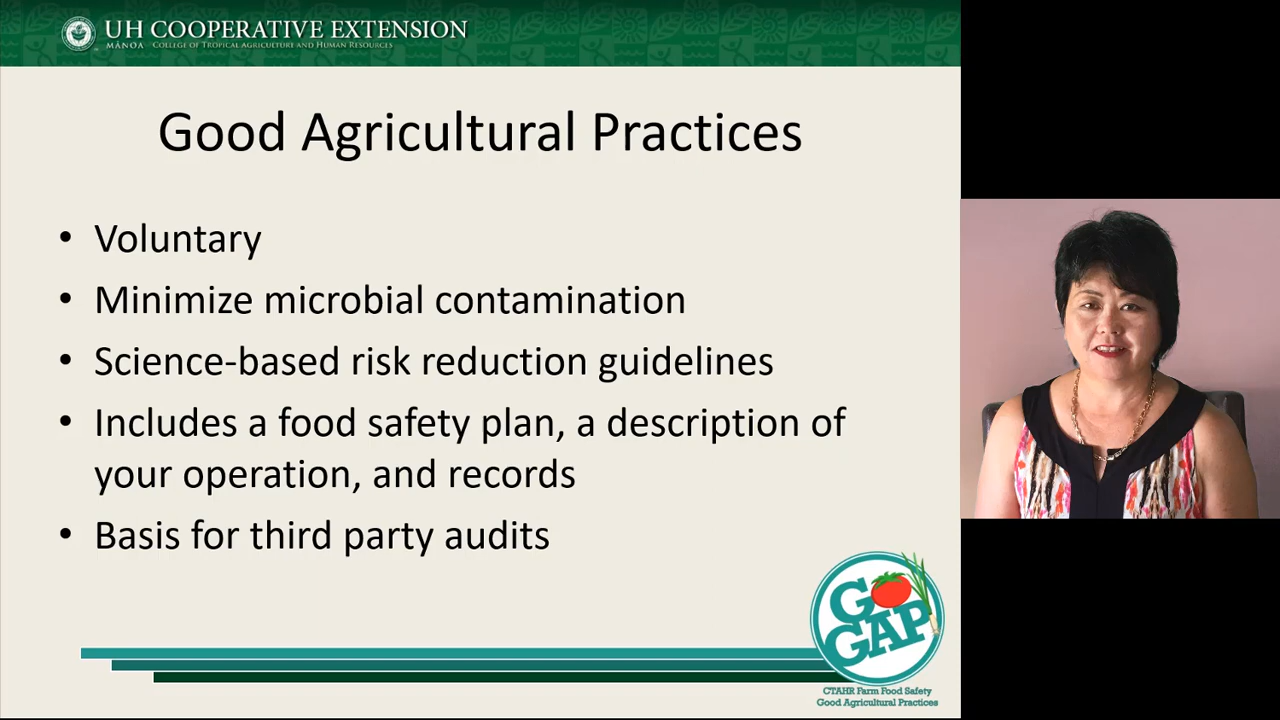 UH COOPERATIVE EXTENSION
MĀNOA COLLEGE OF TROPICAL AGRICULTURE AND HUMAN RESOURCES
Good Agricultural Practices
• Voluntary
• Minimize microbial contamination
• Science-based risk reduction guidelines
• Includes a food safety plan, a description of
your operation, and records
• Basis for third party audits
GO
GAP
CTAHR Farm Food Safety
Good Agricultural Practices